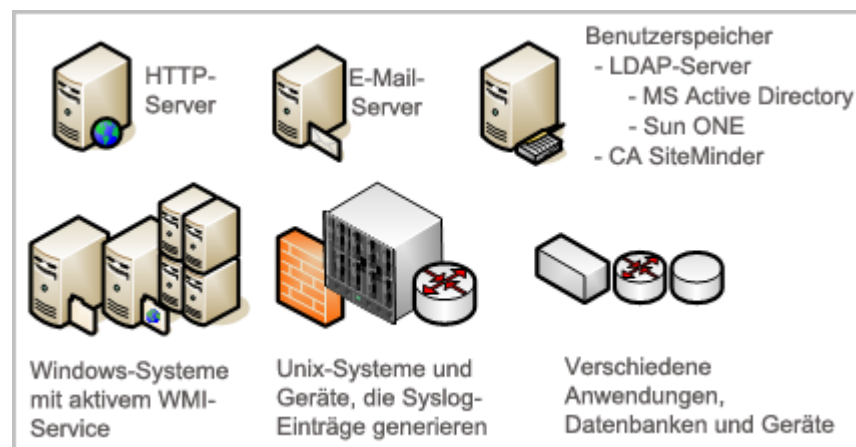 HTTP-
Server
E-Mail-
Server
Benutzerspeicher
- LDAP-Server
- MS Active Directory
- Sun ONE
- CA SiteMinder
Windows-Systeme
mit aktivem WMI-
Service
Unix-Systeme und
Geräte, die Syslog-
Einträge generieren
Verschiedene
Anwendungen,
Datenbanken und Geräte